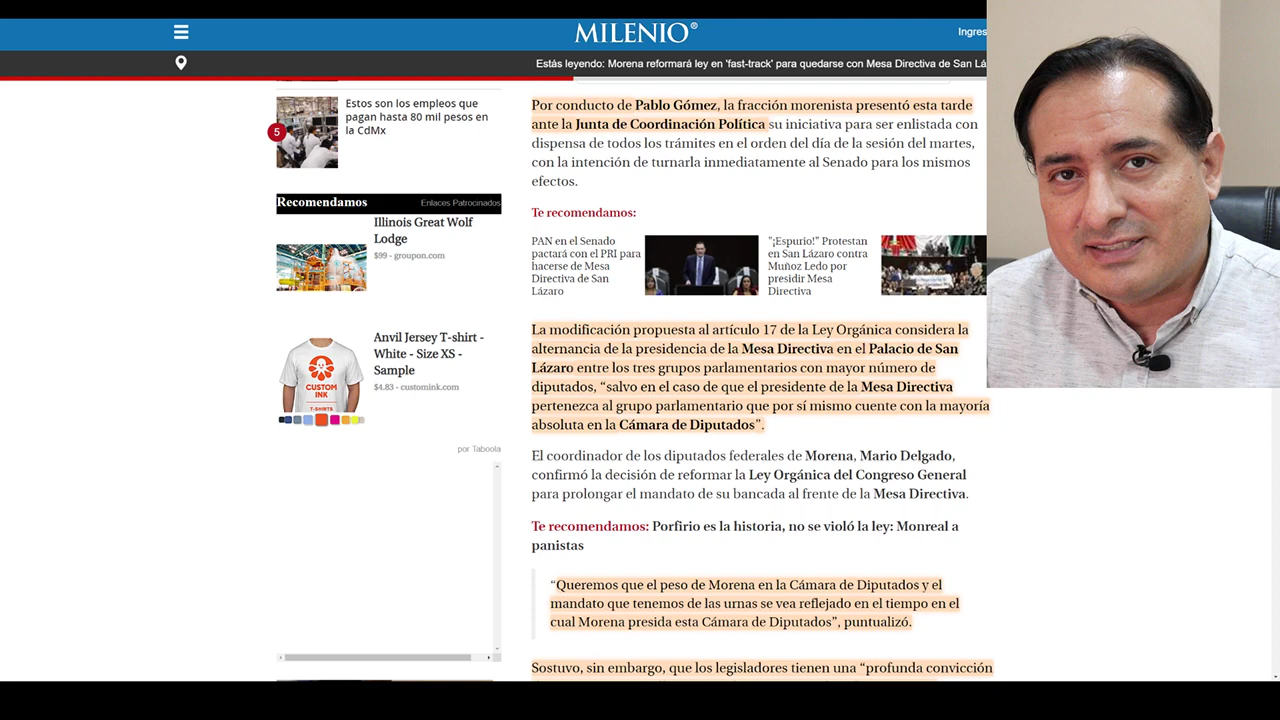 MILENIO®
Ingres
Estás leyendo: Morena reformará ley en 'fast-track' para quedarse con Mesa Directiva de San Lá
5
Estos son los empleos que
pagan hasta 80 mil pesos en
la CdMx
Recomendamos
Enlaces Patrocinados
Illinois Great Wolf
Lodge
$99 - groupon.com
Anvil Jersey T-shirt -
White - Size XS -
Sample
$4.83 - customink.com
CUSTOM
INK
T-SHIRTS
por Taboola
Por conducto de Pablo Gómez, la fracción morenista presentó esta tarde
ante la Junta de Coordinación Política su iniciativa para ser enlistada con
dispensa de todos los trámites en el orden del día de la sesión del martes,
con la intención de turnarla inmediatamente al Senado para los mismos
efectos.
Te recomendamos:
PAN en el Senado
pactará con el PRI para
hacerse de Mesa
Directiva de San
Lázaro
"¡Espurio!” Protestan
en San Lázaro contra
Muñoz Ledo por
presidir Mesa
Directiva
La modificación propuesta al artículo 17 de la Ley Orgánica considera la
alternancia de la presidencia de la Mesa Directiva en el Palacio de San
Lázaro entre los tres grupos parlamentarios con mayor número de
diputados, “salvo en el caso de que el presidente de la Mesa Directiva
pertenezca al grupo parlamentario que por sí mismo cuente con la mayoría
absoluta en la Cámara de Diputados”.
El coordinador de los diputados federales de Morena, Mario Delgado,
confirmó la decisión de reformar la Ley Orgánica del Congreso General
para prolongar el mandato de su bancada al frente de la Mesa Directiva.
Te recomendamos: Porfirio es la historia, no se violó la ley: Monreal a
panistas
“Queremos que el peso de Morena en la Cámara de Diputados y el
mandato que tenemos de las urnas se vea reflejado en el tiempo en el
cual Morena presida esta Cámara de Diputados”, puntualizó.
Sostuvo, sin embargo, que los legisladores tienen una “profunda convicción